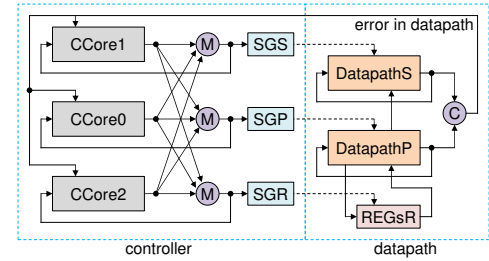 error in datapath
CCore1
M
SGS
DatapathS
CCore0
M
SGP
C
DatapathP
CCore2
M
SGR
REGsR
controller
datapath